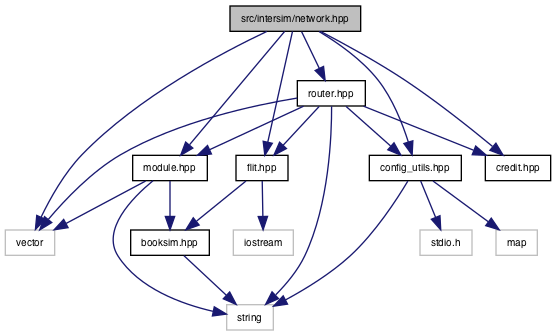 src/intersim/network.hpp
router.hpp
module.hpp
flit.hpp
config_utils.hpp
credit.hpp
vector
booksim.hpp
iostream
stdio.h
map
string